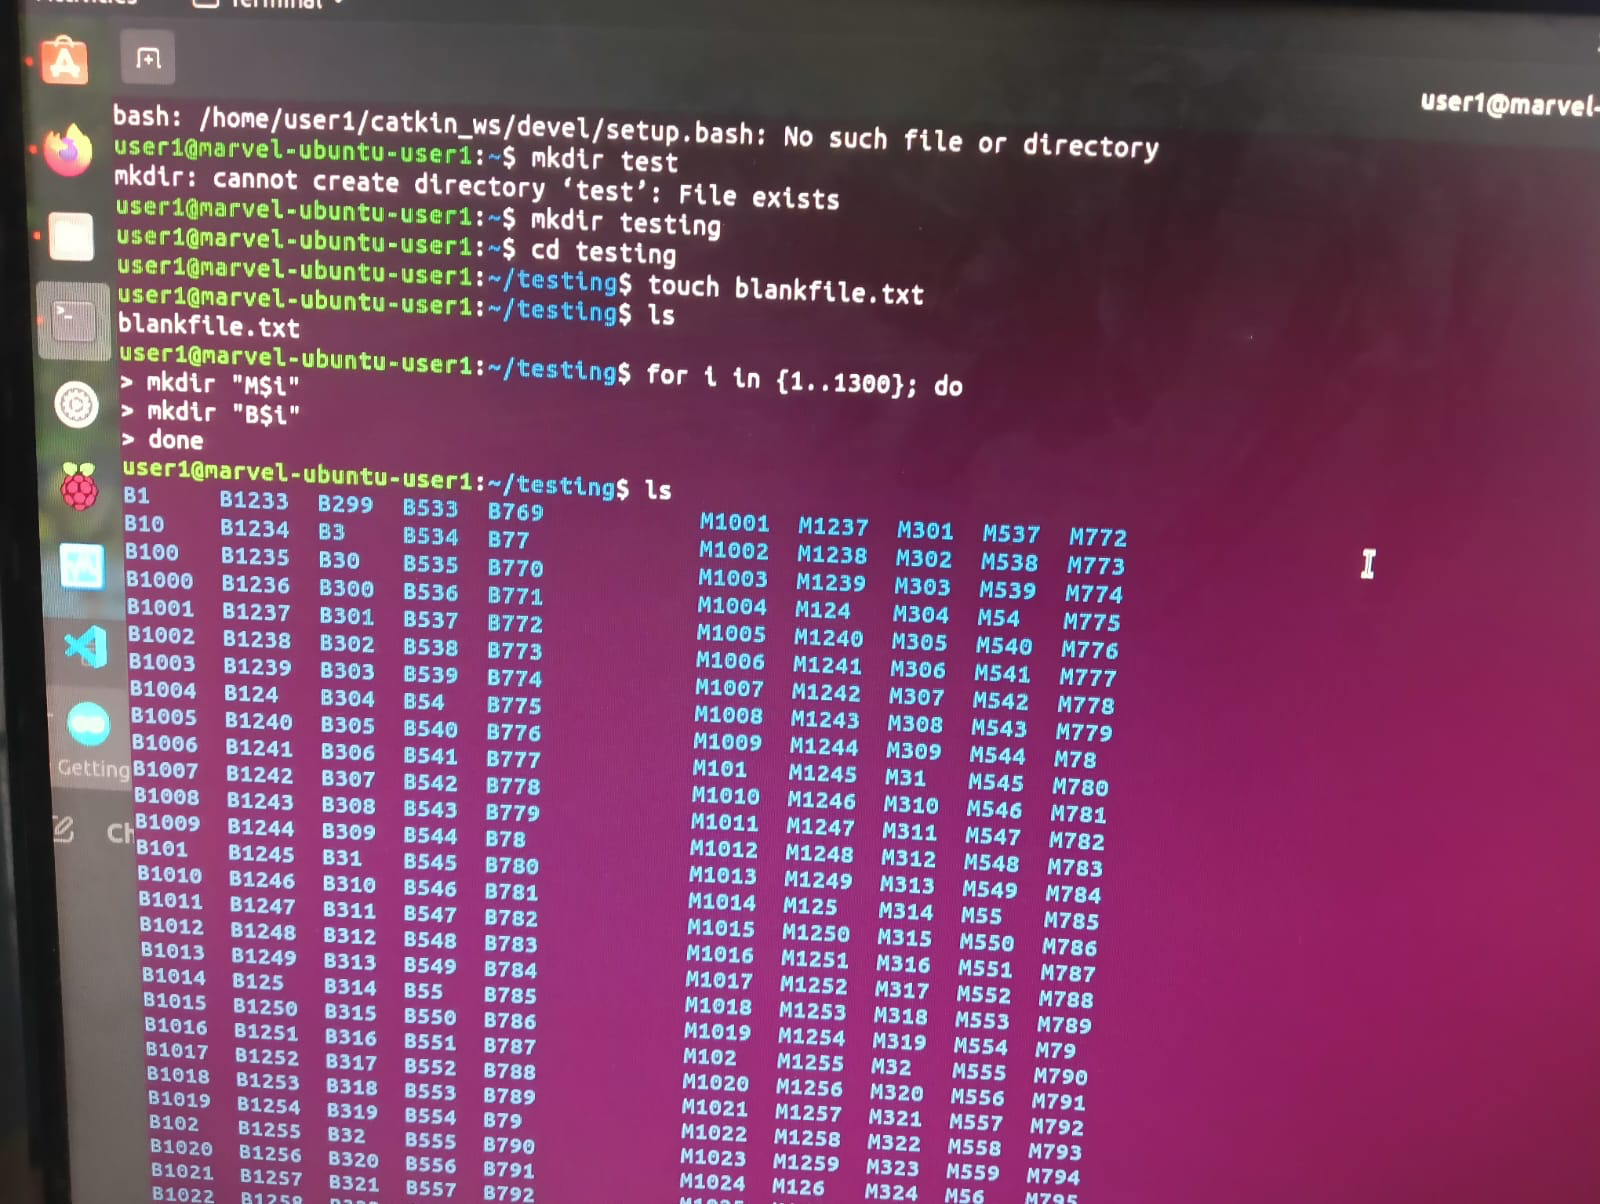 Terminal
user1@marvel-
bash: /home/user1/catkin_ws/devel/setup.bash: No such file or directory
user1@marvel-ubuntu-user1:~$ mkdir test
mkdir: cannot create directory ‘test’: File exists
user1@marvel-ubuntu-user1:~$ mkdir testing
user1@marvel-ubuntu-user1:~$ cd testing
user1@marvel-ubuntu-user1:~/testing$ touch blankfile.txt
user1@marvel-ubuntu-user1:~/testing$ ls
blankfile.txt
user1@marvel-ubuntu-user1:~/testing$ for i in {1..1300}; do
> mkdir "M$i"
> mkdir "B$i"
> done
user1@marvel-ubuntu-user1:~/testing$ ls
B1 B1233 B299 B533 B769 M1001 M1237 M301 M537 M772
B10 B1234 B3 B534 B77 M1002 M1238 M302 M538 M773
B100 B1235 B30 B535 B770 M1003 M1239 M303 M539 M774
B1000 B1236 B300 B536 B771 M1004 M124 M304 M54 M775
B1001 B1237 B301 B537 B772 M1005 M1240 M305 M540 M776
B1002 B1238 B302 B538 B773 M1006 M1241 M306 M541 M777
B1003 B1239 B303 B539 B774 M1007 M1242 M307 M542 M778
B1004 B124 B304 B54 B775 M1008 M1243 M308 M543 M779
B1005 B1240 B305 B540 B776 M1009 M1244 M309 M544 M78
B1006 B1241 B306 B541 B777 M101 M1245 M31 M545 M780
B1007 B1242 B307 B542 B778 M1010 M1246 M310 M546 M781
B1008 B1243 B308 B543 B779 M1011 M1247 M311 M547 M782
B1009 B1244 B309 B544 B78 M1012 M1248 M312 M548 M783
B101 B1245 B31 B545 B780 M1013 M1249 M313 M549 M784
B1010 B1246 B310 B546 B781 M1014 M125 M314 M55 M785
B1011 B1247 B311 B547 B782 M1015 M1250 M315 M550 M786
B1012 B1248 B312 B548 B783 M1016 M1251 M316 M551 M787
B1013 B1249 B313 B549 B784 M1017 M1252 M317 M552 M788
B1014 B125 B314 B55 B785 M1018 M1253 M318 M553 M789
B1015 B1250 B315 B550 B786 M1019 M1254 M319 M554 M79
B1016 B1251 B316 B551 B787 M102 M1255 M32 M555 M790
B1017 B1252 B317 B552 B788 M1020 M1256 M320 M556 M791
B1018 B1253 B318 B553 B789 M1021 M1257 M321 M557 M792
B1019 B1254 B319 B554 B79 M1022 M1258 M322 M558 M793
B102 B1255 B32 B555 B790 M1023 M1259 M323 M559 M794
B1020 B1256 B320 B556 B791 M1024 M126 M324 M56 M795
B1021 B1257 B321 B557 B792
B1022 B1258
Getting
Ch